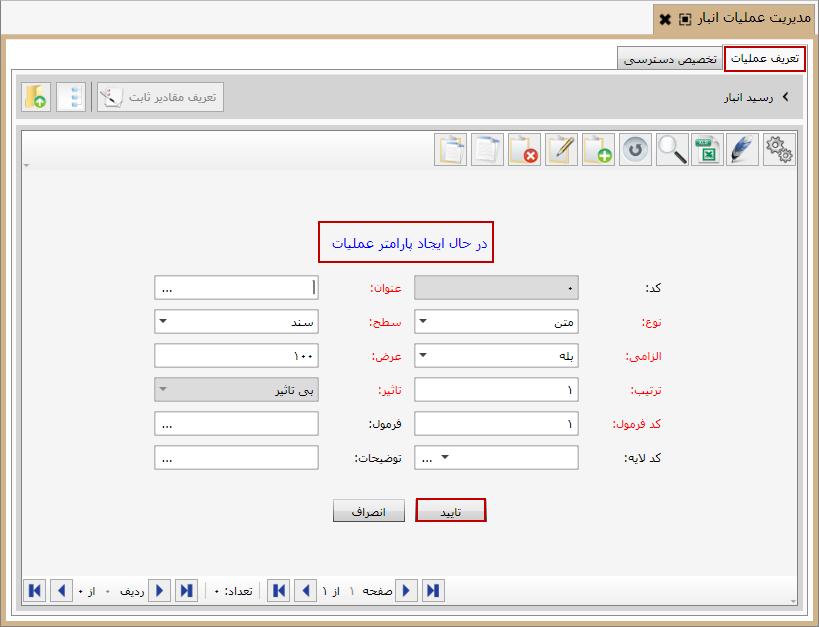 مدیریت عملیات انبار
تعریف عملیات
تخصیص دسترسی
رسید انبار
تعریف مقادیر ثابت
در حال ایجاد پارامتر عملیات
کد: ۰ عنوان: ...
نوع: متن سطح: سند
الزامی: بله عرض: ۱۰۰
ترتیب: ۱ تاثیر: بی تاثیر
کد فرمول: ۱ فرمول: ...
کد لایه: ... توضیحات: ...
تایید انصراف
صفحه ۱ از ۱ تعداد: ۰ ردیف ۰ از ۰